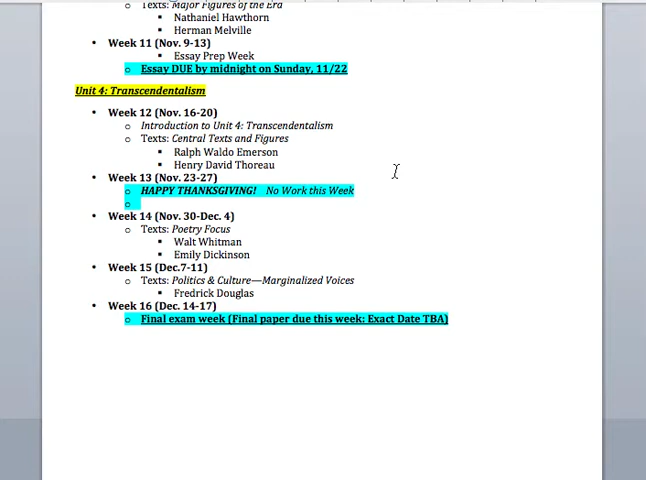 Texts: Major Figures of the Era
Nathaniel Hawthorn
Herman Melville
Week 11 (Nov. 9-13)
Essay Prep Week
Essay DUE by midnight on Sunday, 11/22
Unit 4: Transcendentalism
Week 12 (Nov. 16-20)
Introduction to Unit 4: Transcendentalism
Texts: Central Texts and Figures
Ralph Waldo Emerson
Henry David Thoreau
Week 13 (Nov. 23-27)
HAPPY THANKSGIVING! No Work this Week
Week 14 (Nov. 30-Dec. 4)
Texts: Poetry Focus
Walt Whitman
Emily Dickinson
Week 15 (Dec.7-11)
Texts: Politics & Culture—Marginalized Voices
Fredrick Douglas
Week 16 (Dec. 14-17)
Final exam week (Final paper due this week: Exact Date TBA)